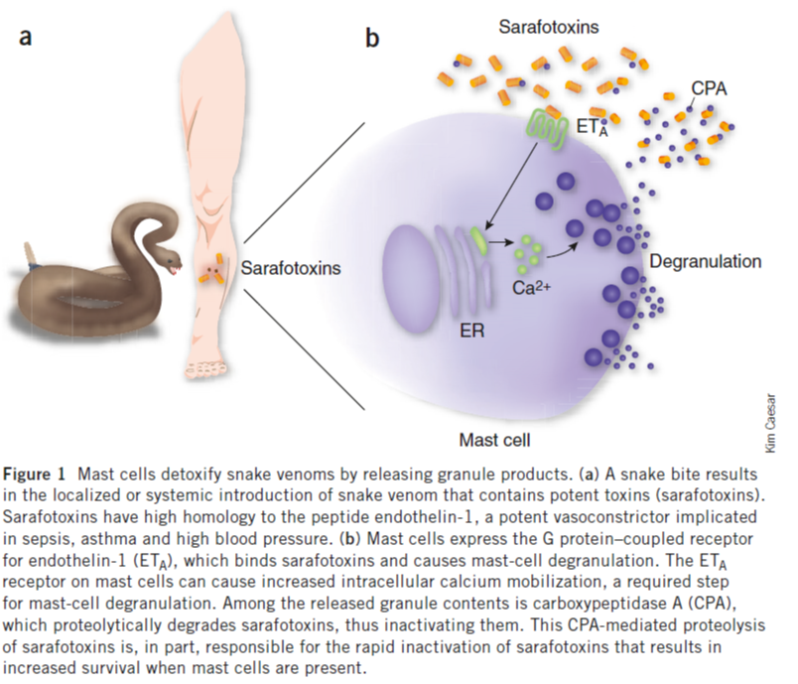 a
b
Sarafotoxins
CPA
ETA
Sarafotoxins
Degranulation
Ca2+
ER
Mast cell
Kim Caesar
Figure 1 Mast cells detoxify snake venoms by releasing granule products. (a) A snake bite results
in the localized or systemic introduction of snake venom that contains potent toxins (sarafotoxins).
Sarafotoxins have high homology to the peptide endothelin-1, a potent vasoconstrictor implicated
in sepsis, asthma and high blood pressure. (b) Mast cells express the G protein–coupled receptor
for endothelin-1 (ETA), which binds sarafotoxins and causes mast-cell degranulation. The ETA
receptor on mast cells can cause increased intracellular calcium mobilization, a required step
for mast-cell degranulation. Among the released granule contents is carboxypeptidase A (CPA),
which proteolytically degrades sarafotoxins, thus inactivating them. This CPA-mediated proteolysis
of sarafotoxins is, in part, responsible for the rapid inactivation of sarafotoxins that results in
increased survival when mast cells are present.